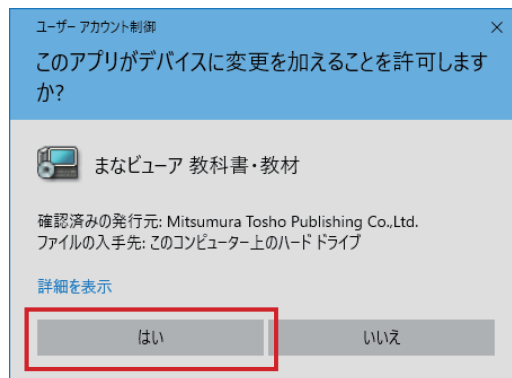 ユーザー アカウント制御
このアプリがデバイスに変更を加えることを許可します
か?
まなビューア 教科書・教材
確認済みの発行元: Mitsumura Tosho Publishing Co.,Ltd.
ファイルの入手先: このコンピューター上のハード ドライブ
詳細を表示
はい
いいえ